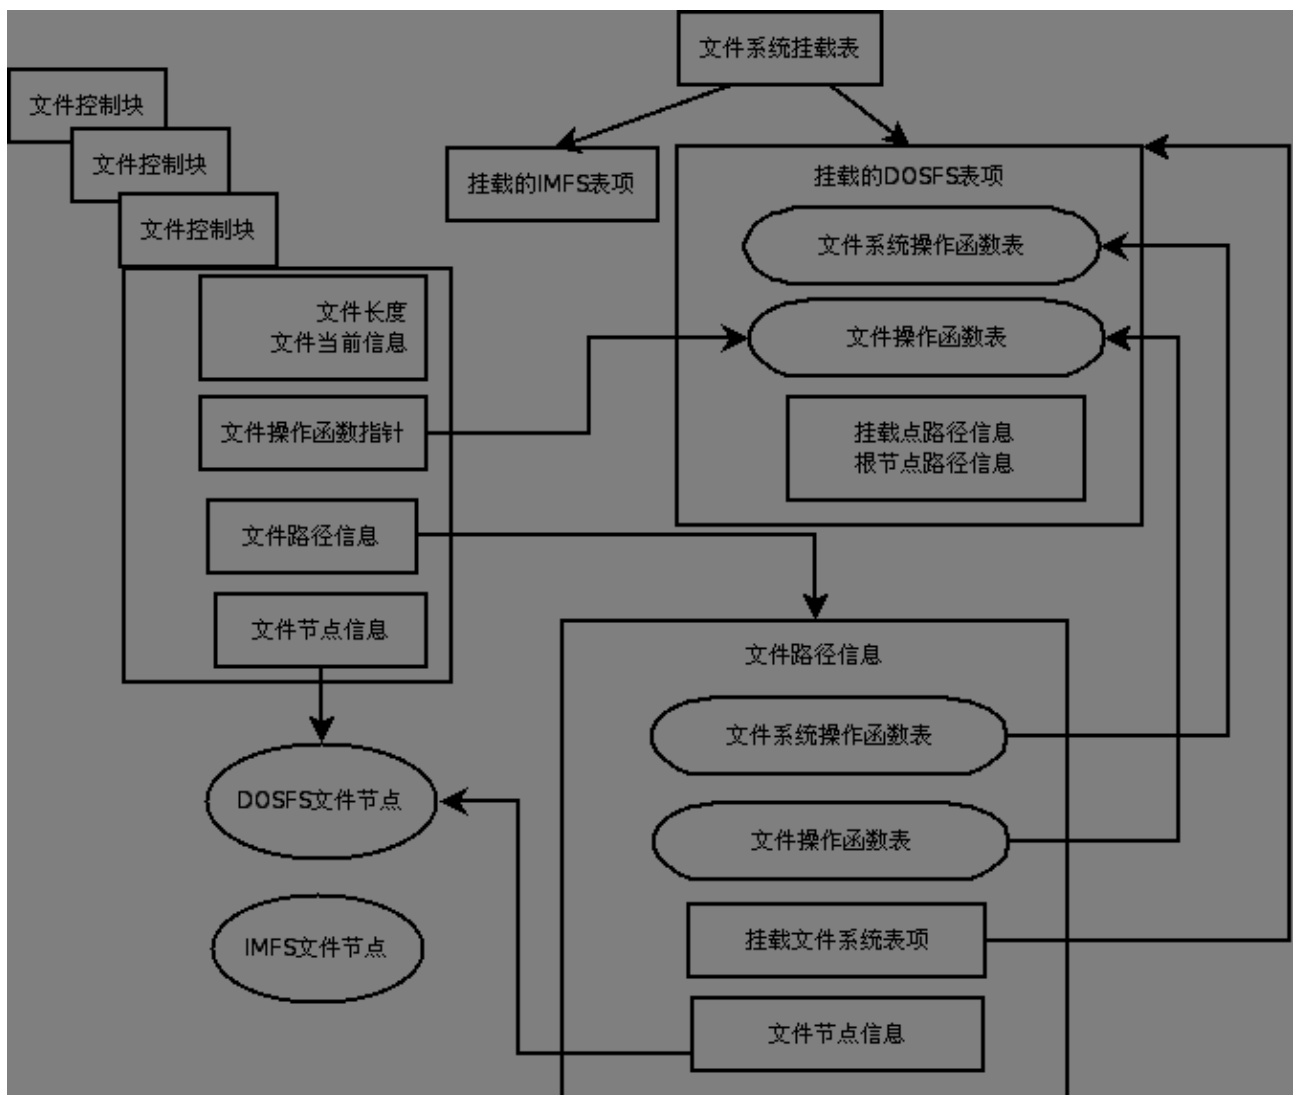 文件系统挂载表
文件控制块
文件控制块
文件控制块
挂载的IMFS表项
挂载的DOSFS表项
文件系统操作函数表
文件操作函数表
挂载点路径信息
根节点路径信息
文件长度
文件当前信息
文件操作函数指针
文件路径信息
文件节点信息
DOSFS文件节点
IMFS文件节点
文件路径信息
文件系统操作函数表
文件操作函数表
挂载文件系统表项
文件节点信息